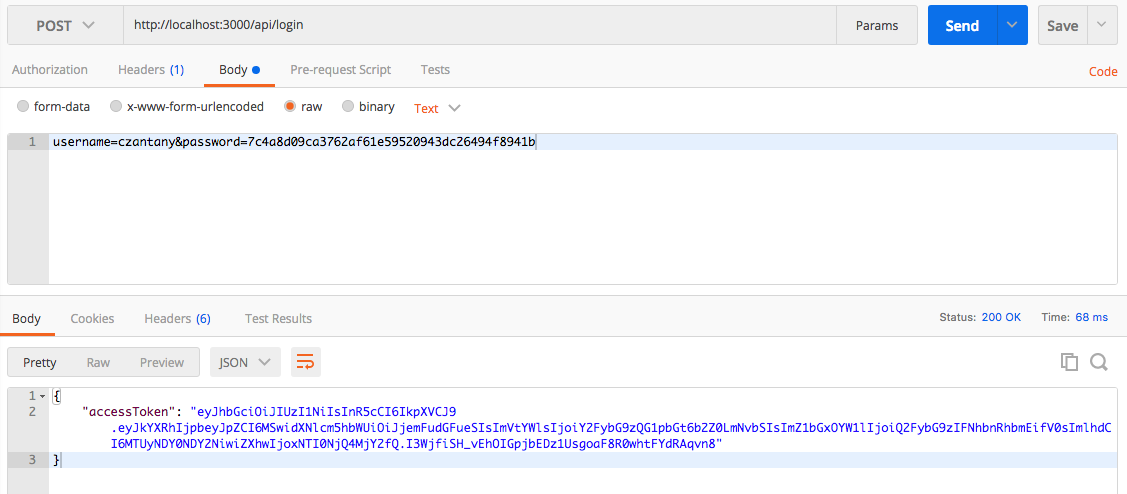 POST http://localhost:3000/api/login Params Send Save
Authorization Headers (1) Body Pre-request Script Tests Code
form-data x-www-form-urlencoded raw binary Text
1 username=czantany&password=7c4a8d09ca3762af61e59520943dc26494f8941b
Body Cookies Headers (6) Test Results Status: 200 OK Time: 68 ms
Pretty Raw Preview JSON
1 {
2 "accessToken": "eyJhbGciOiJIUzI1NiIsInR5cCI6IkpXVCJ9
.eyJkYXRhIjpbeyJpZCI6MSwidXNlcm5hbWUiOiJjemFudGFueSIsImVtYWlsIjoiY2FybG9zQG1pbGt6b2Z0LmNvbSIsImZ1bGxOYW1lIjoiQ2FybG9zIFNhbnRhbmEifV0sImlhdC
I6MTUyNDY0NDY2NiwiZXhwIjoxNTI0NjQ4MjY2fQ.I3WjfiSH_vEhOIGpjbEDz1UsgoaF8R0whtFYdRAqvn8"
3 }